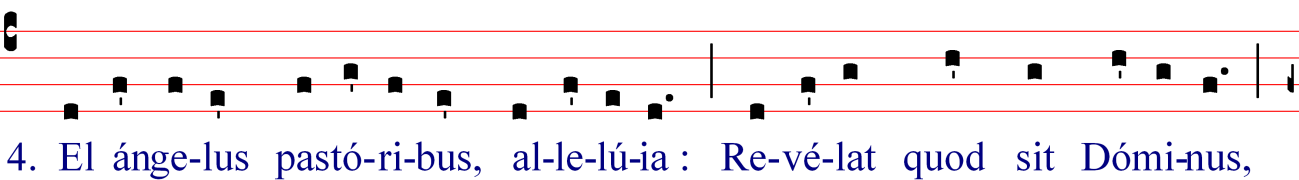 4. El ánge-lus pastó-ri-bus, al-le-lú-ia : Re-vé-lat quod sit Dómi-nus,